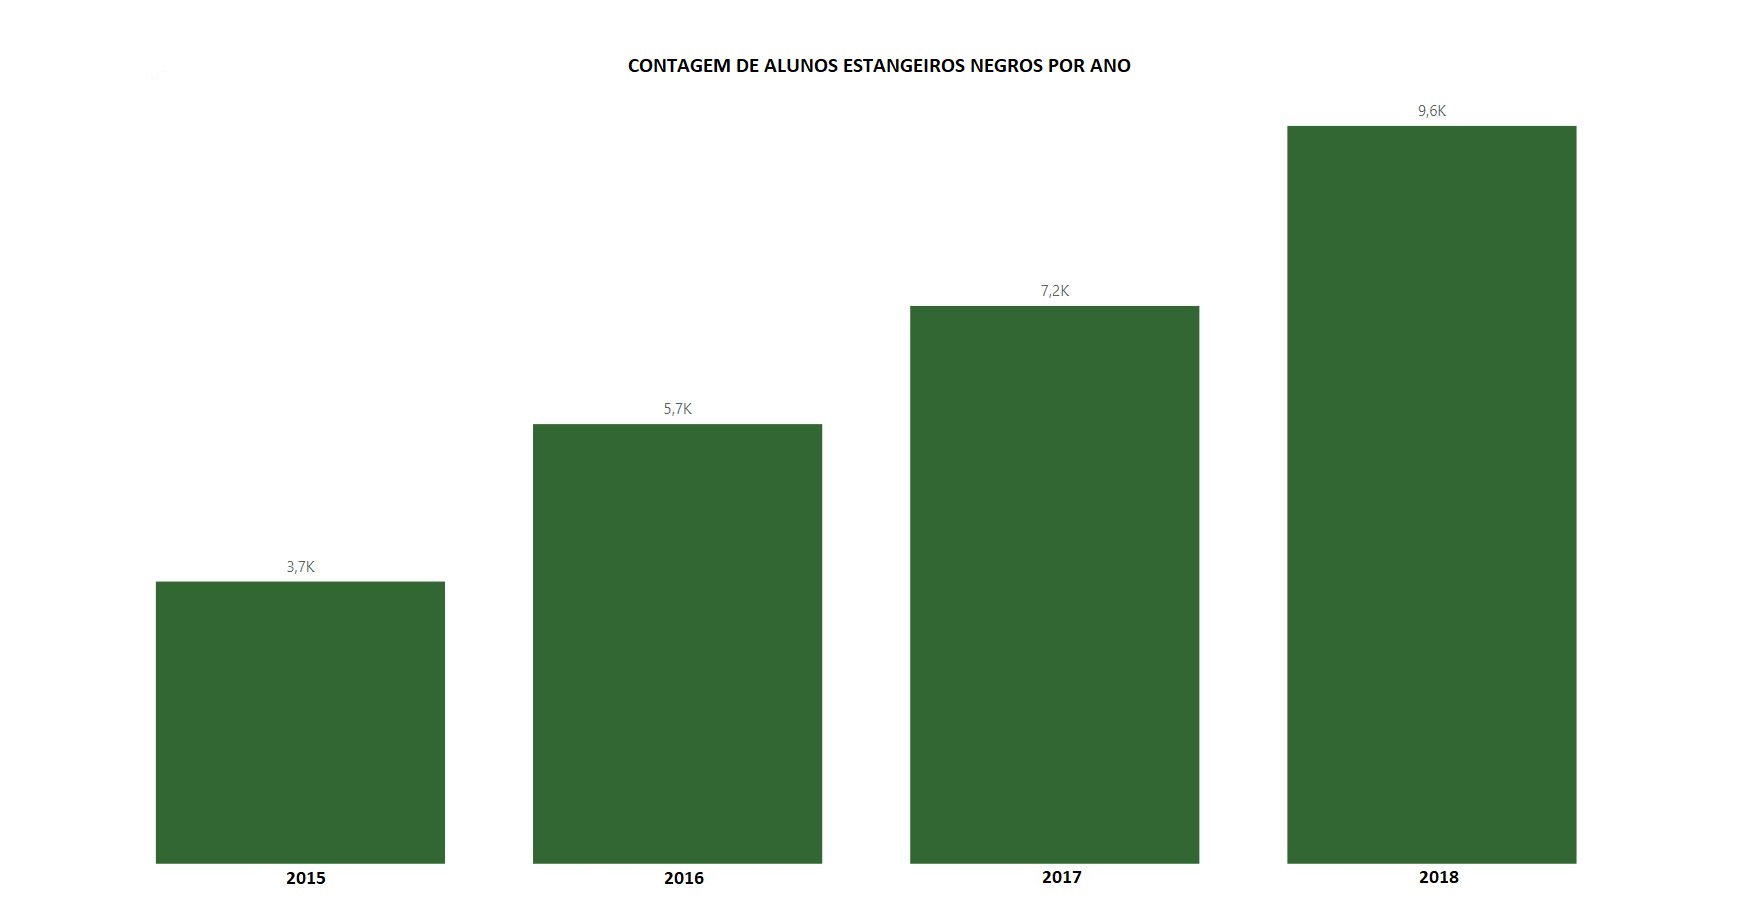 CONTAGEM DE ALUNOS ESTANGEIROS NEGROS POR ANO
9,6K
7,2K
5,7K
3,7K
2015 2016 2017 2018